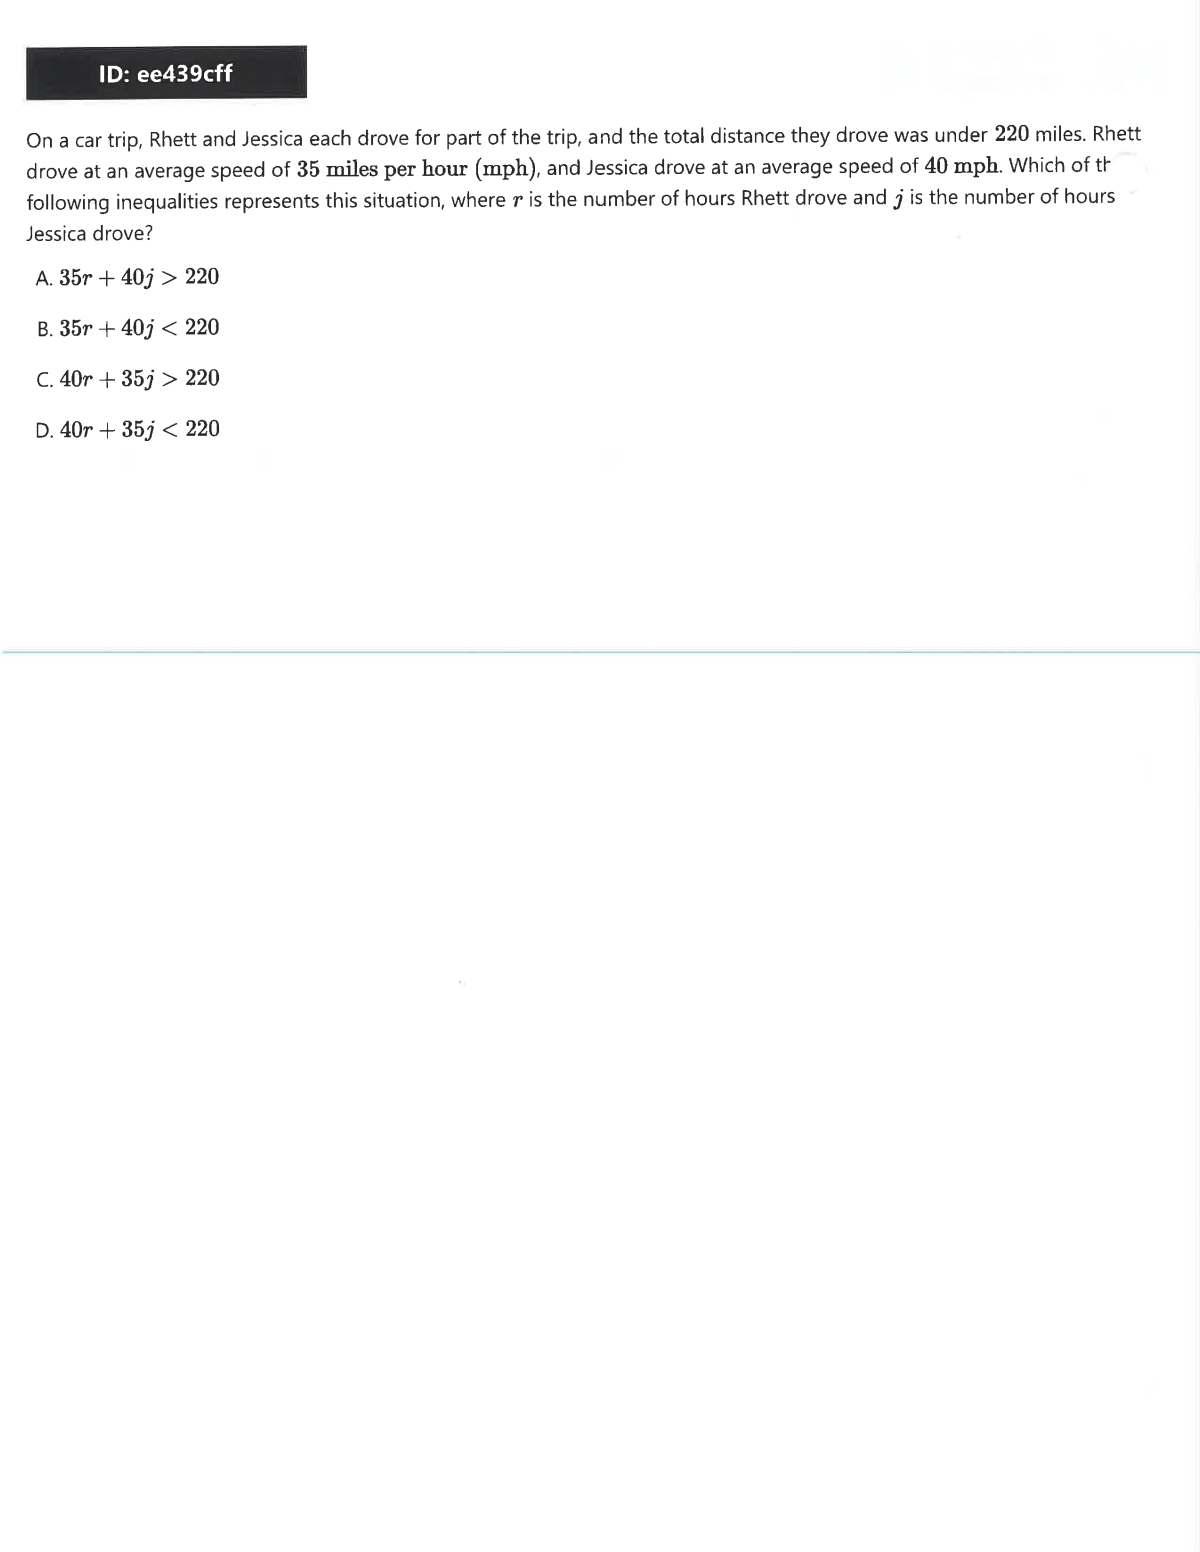 ID: ee439cff
On a car trip, Rhett and Jessica each drove for part of the trip, and the total distance they drove was under 220 miles. Rhett
drove at an average speed of 35 miles per hour (mph), and Jessica drove at an average speed of 40 mph. Which of th
following inequalities represents this situation, where r is the number of hours Rhett drove and j is the number of hours
Jessica drove?
A. 35r + 40j > 220
B. 35r + 40j < 220
C. 40r + 35j > 220
D. 40r + 35j < 220